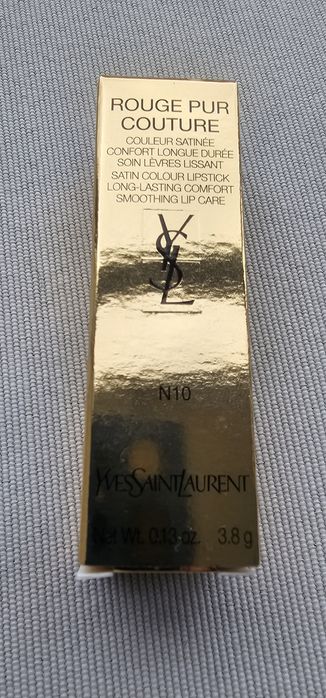 ROUGE PUR
COUTURE
COULEUR SATINÉE
CONFORT LONGUE DURÉE
SOIN LÈVRES LISSANT
SATIN COLOUR LIPSTICK
LONG-LASTING COMFORT
SMOOTHING LIP CARE
YSL
N10
YVESSAINTLAURENT
Net Wt. 0.13 oz. 3.8 g